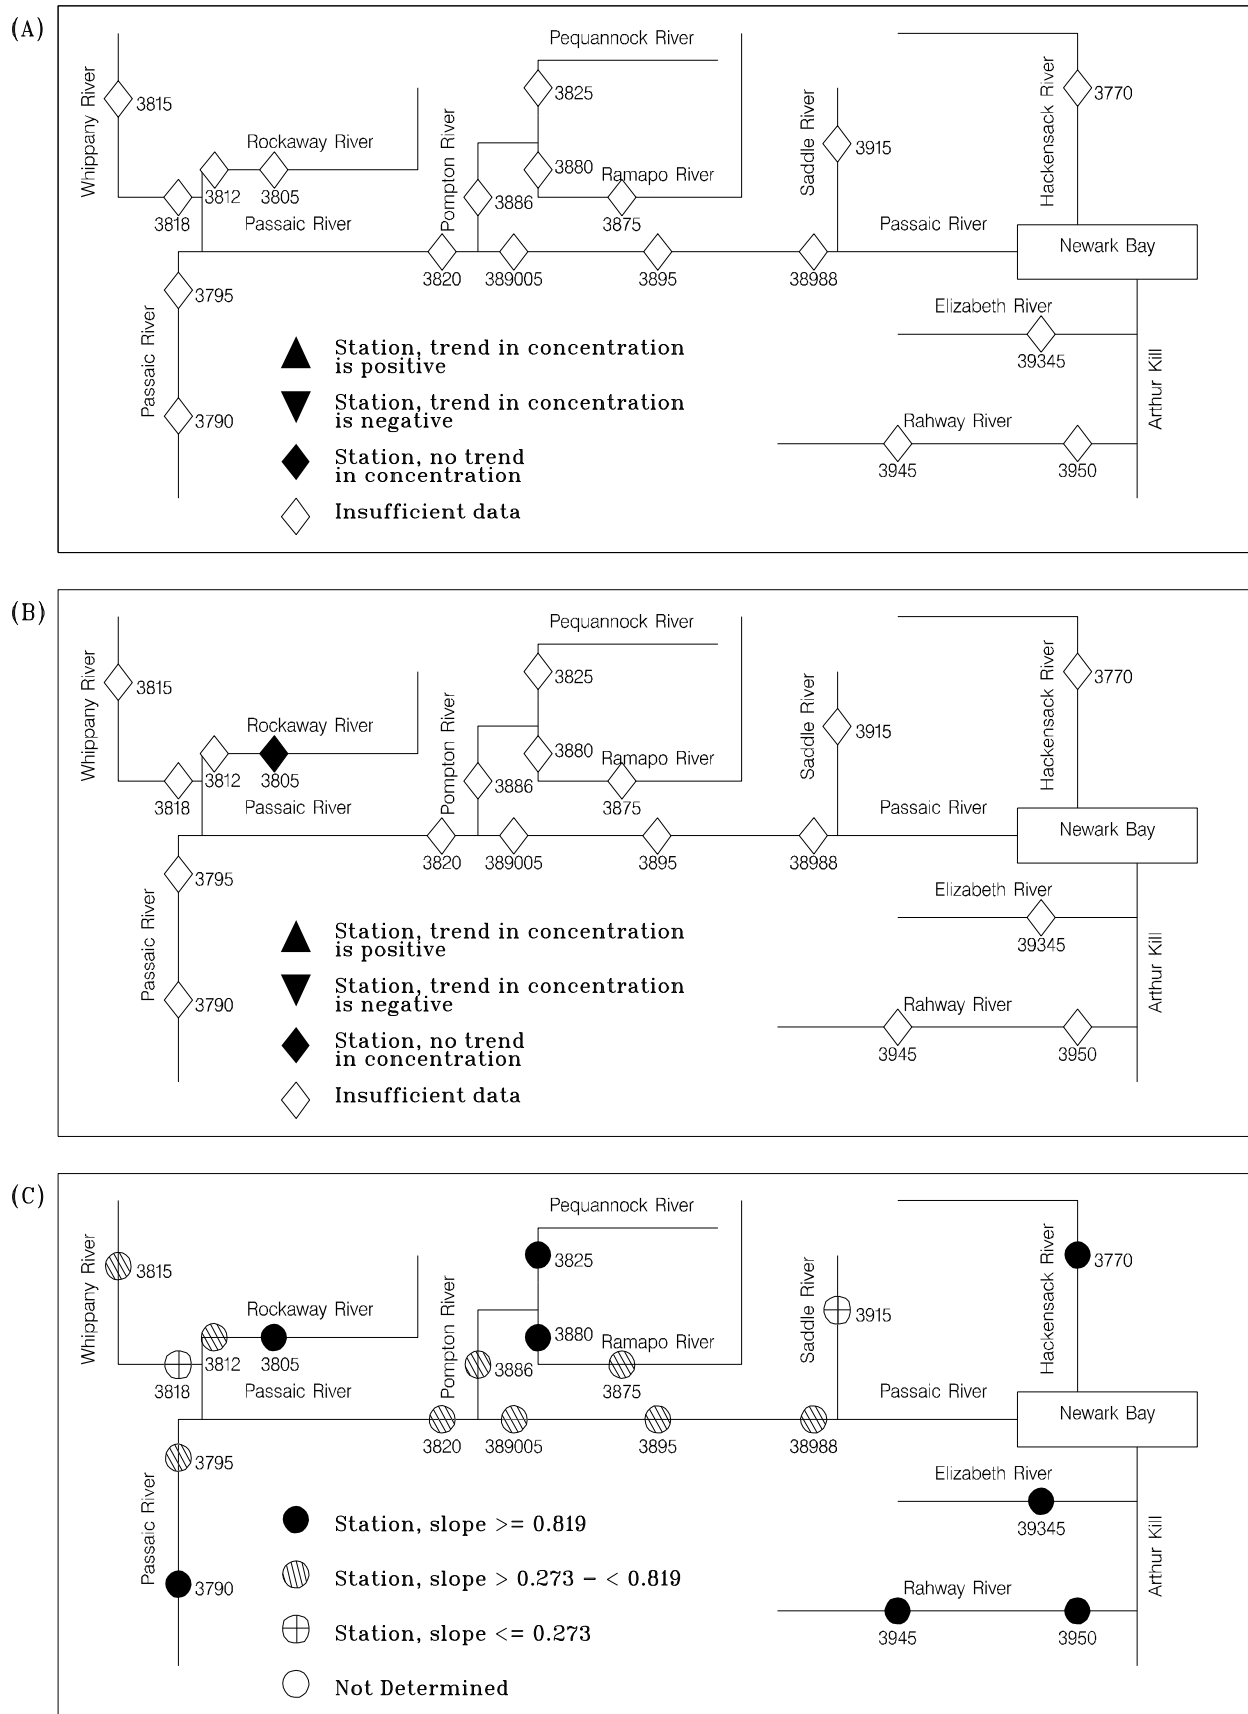 (A)
Pequannock River
Whippany River
3815
3825
3770
Hackensack River
Saddle River
3915
Rockaway River
3812
3805
Pompton River
3880
Ramapo River
3886
3875
3818
Passaic River
Passaic River
Newark Bay
3820
389005
3895
38988
3795
Elizabeth River
39345
Passaic River
Arthur Kill
Station, trend in concentration
is positive
Station, trend in concentration
is negative
3790
Rahway River
3945
3950
Station, no trend
in concentration
Insufficient data
(B)
Pequannock River
Whippany River
3815
3825
3770
Hackensack River
Saddle River
3915
Rockaway River
3812
3805
Pompton River
3880
Ramapo River
3886
3875
3818
Passaic River
Passaic River
Newark Bay
3820
389005
3895
38988
3795
Elizabeth River
39345
Passaic River
Arthur Kill
Station, trend in concentration
is positive
Station, trend in concentration
is negative
3790
Rahway River
3945
3950
Station, no trend
in concentration
Insufficient data
(C)
Pequannock River
Whippany River
3815
3825
3770
Hackensack River
Saddle River
3915
Rockaway River
3812
3805
Pompton River
3880
Ramapo River
3886
3875
3818
Passaic River
Passaic River
Newark Bay
3820
389005
3895
38988
3795
Elizabeth River
39345
Passaic River
Arthur Kill
Station, slope >= 0.819
Station, slope > 0.273 - < 0.819
3790
Rahway River
3945
3950
Station, slope <= 0.273
Not Determined